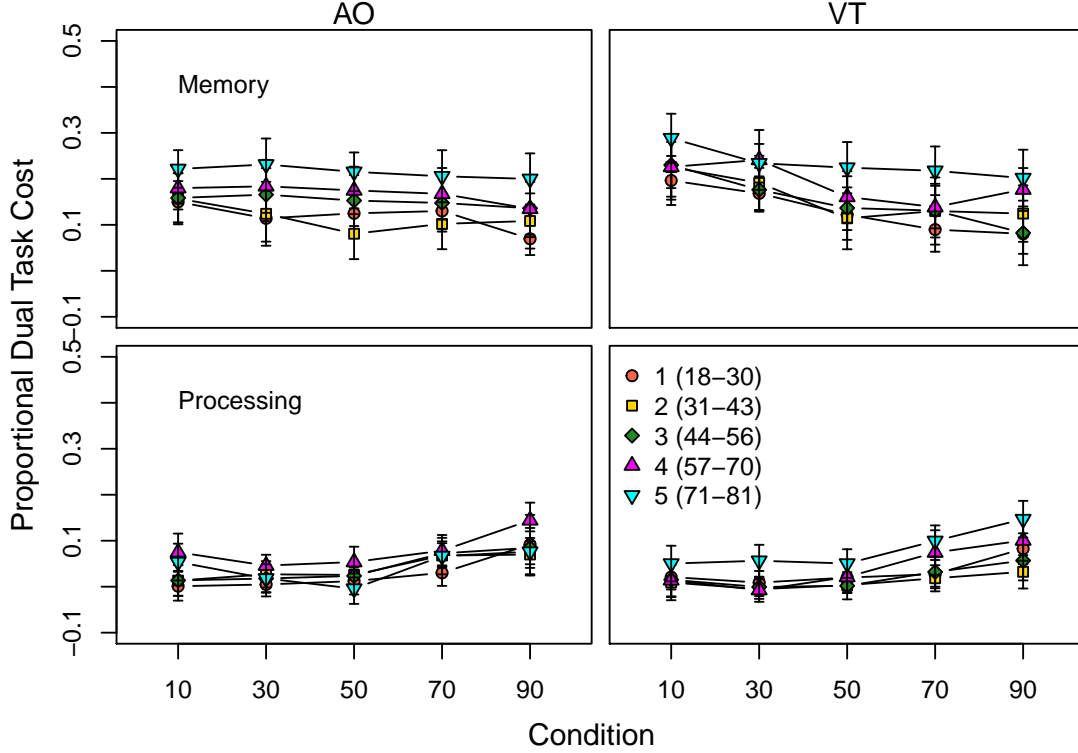 AO VT
0.5
0.3
0.1
−0.1
Memory
Proportional Dual Task Cost
0.5
0.3
0.1
−0.1
Processing
1 (18−30)
2 (31−43)
3 (44−56)
4 (57−70)
5 (71−81)
10 30 50 70 90 10 30 50 70 90
Condition